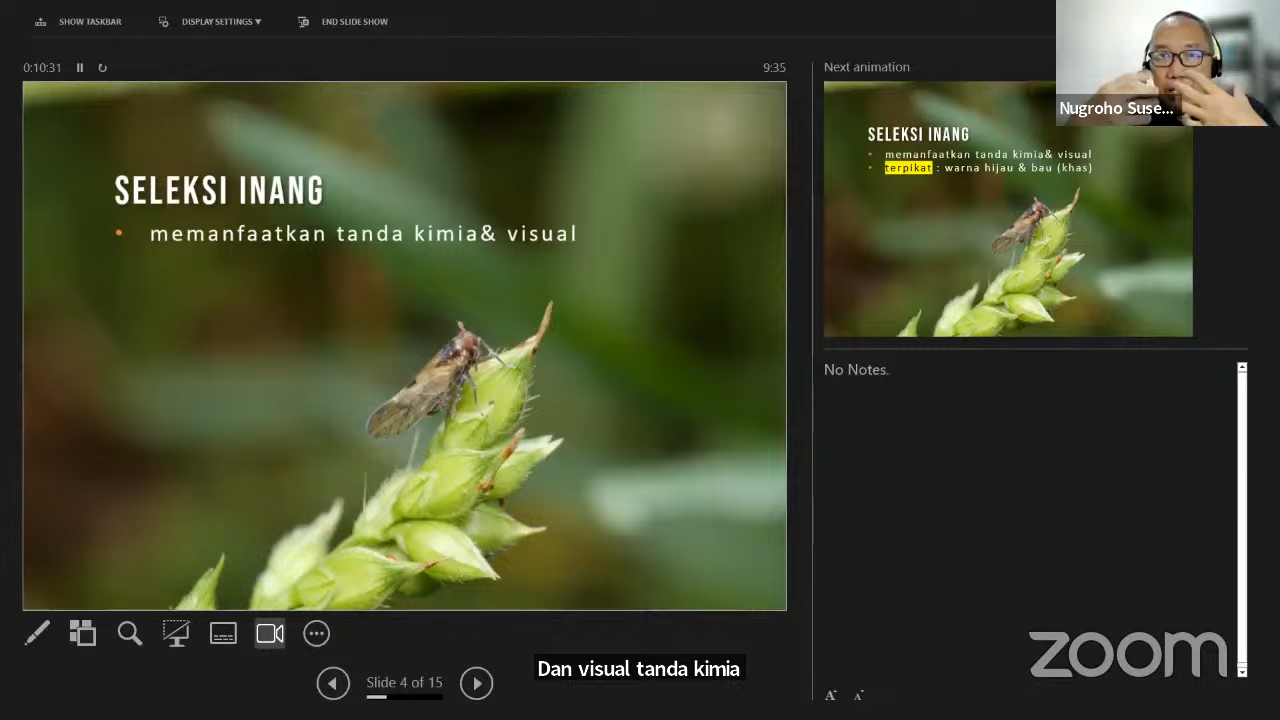 SHOW TASKBAR
DISPLAY SETTINGS ▼
END SLIDE SHOW
0:10:31
9:35
SELEKSI INANG
• memanfaatkan tanda kimia& visual
Next animation
SELEKSI INANG
• memanfaatkan tanda kimia& visual
• terpikat : warna hijau & bau (khas)
Nugroho Suse...
No Notes.
Slide 4 of 15
Dan visual tanda kimia
zoom
A A